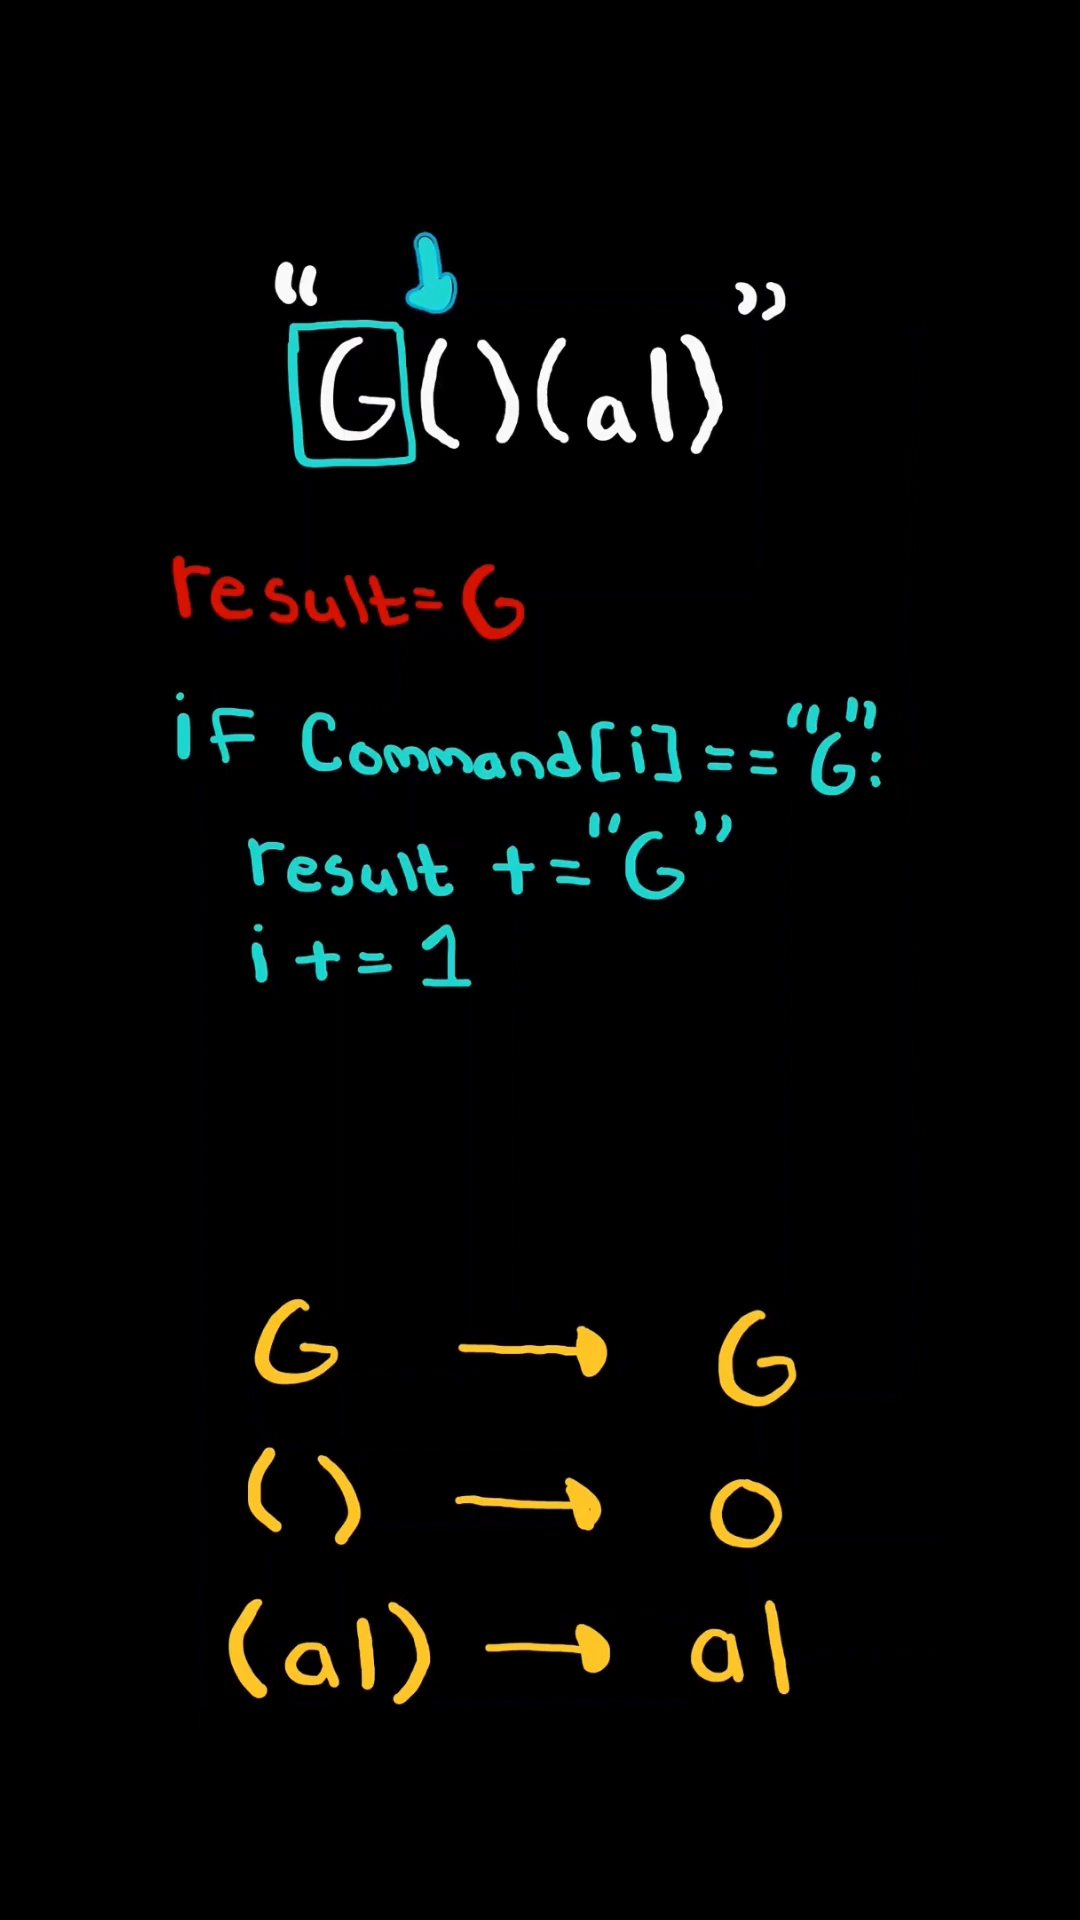 “G()(al)”
result=G
if Command[i]=="G":
result +="G"
i+=1
G → G
() → O
(al) → al